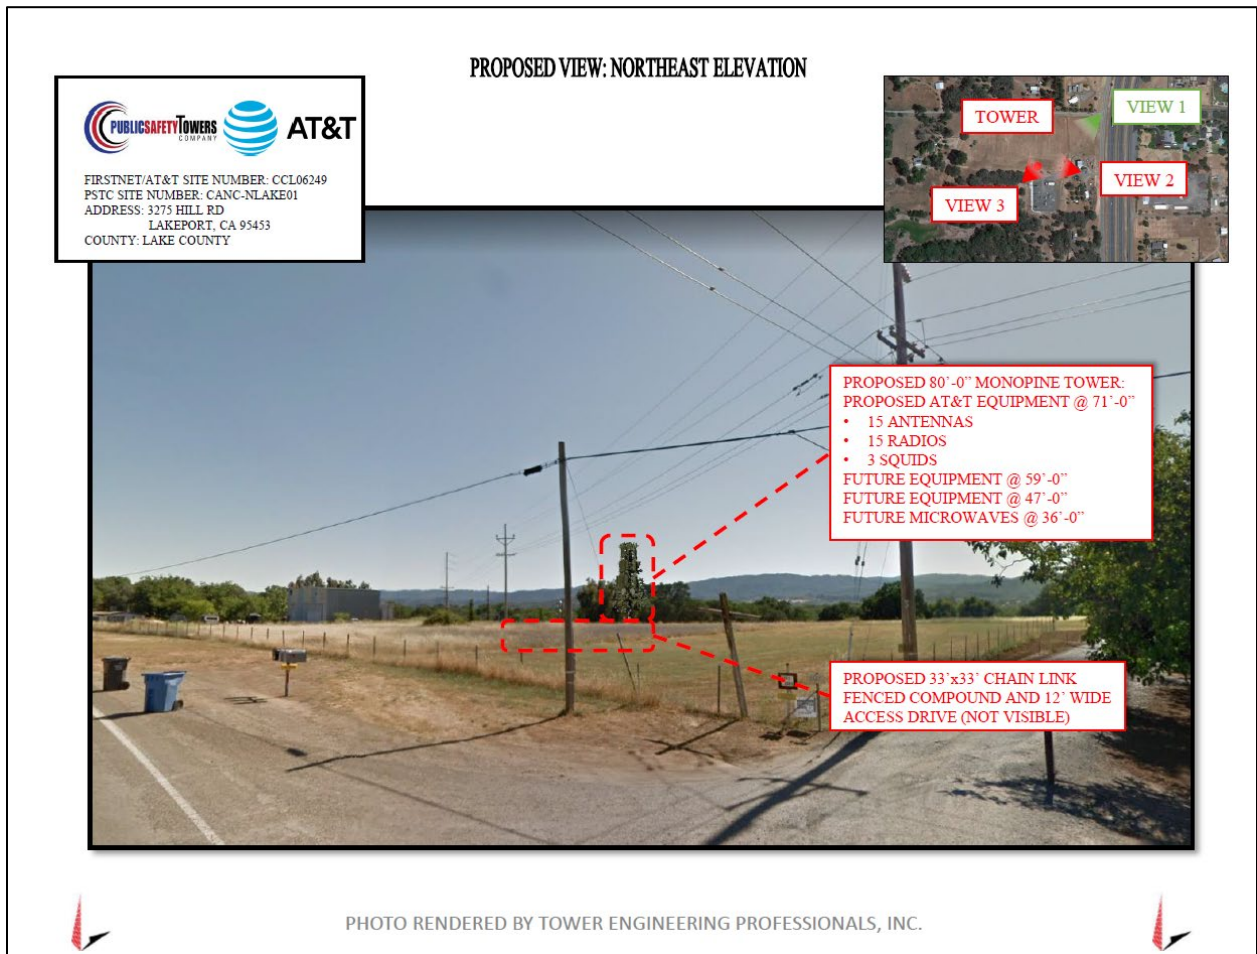 PROPOSED VIEW: NORTHEAST ELEVATION
PUBLICSAFETYTOWERS
COMPANY
AT&T
FIRSTNET/AT&T SITE NUMBER: CCL06249
PSTC SITE NUMBER: CANC-NLAKE01
ADDRESS: 3275 HILL RD
LAKEPORT, CA 95453
COUNTY: LAKE COUNTY
TOWER
VIEW 1
VIEW 2
VIEW 3
PROPOSED 80'-0" MONOPINE TOWER:
PROPOSED AT&T EQUIPMENT @ 71'-0"
• 15 ANTENNAS
• 15 RADIOS
• 3 SQUIDS
FUTURE EQUIPMENT @ 59'-0"
FUTURE EQUIPMENT @ 47'-0"
FUTURE MICROWAVES @ 36'-0"
PROPOSED 33'x33' CHAIN LINK
FENCED COMPOUND AND 12' WIDE
ACCESS DRIVE (NOT VISIBLE)
PHOTO RENDERED BY TOWER ENGINEERING PROFESSIONALS, INC.